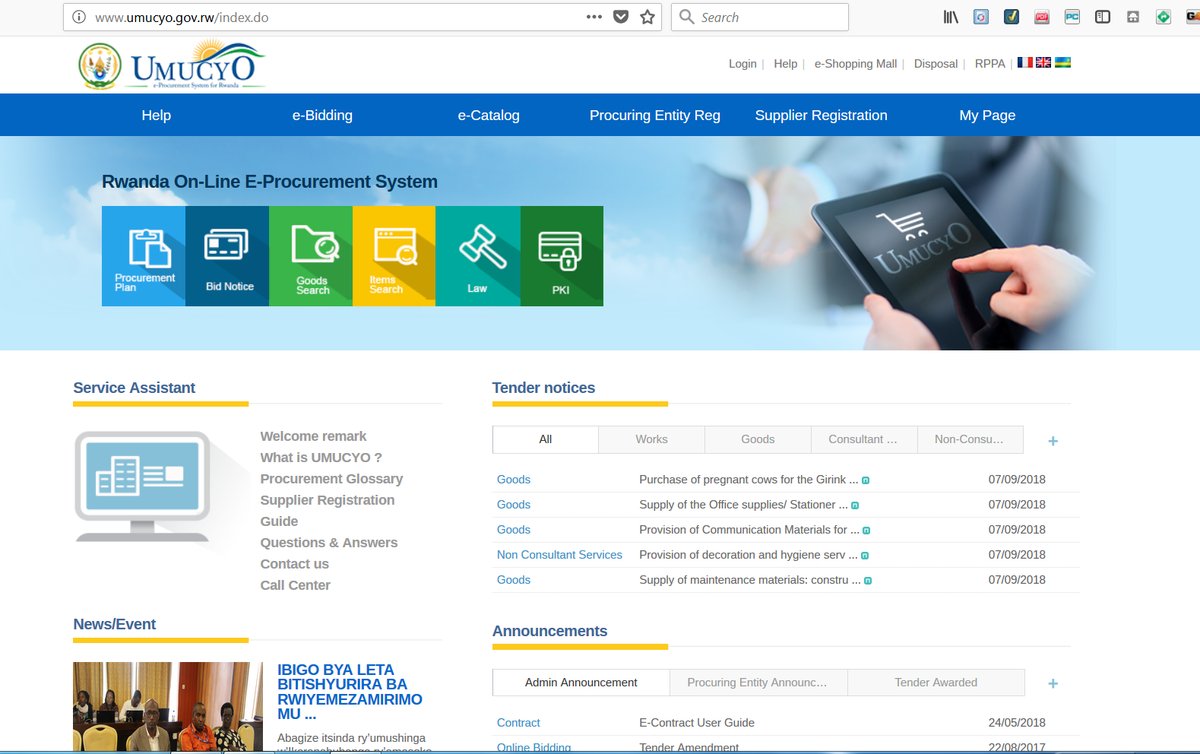 www.umucyo.gov.rw/index.do
Search
UMUCYO
e-Procurement System for Rwanda
Login | Help | e-Shopping Mall | Disposal | RPPA |
Help e-Bidding e-Catalog Procuring Entity Reg Supplier Registration My Page
Rwanda On-Line E-Procurement System
Procurement Plan
Bid Notice
Goods Search
Items Search
Law
PKI
UMUCYO
Service Assistant
Welcome remark
What is UMUCYO ?
Procurement Glossary
Supplier Registration
Guide
Questions & Answers
Contact us
Call Center
Tender notices
All Works Goods Consultant ... Non-Consu... +
Goods Purchase of pregnant cows for the Girink ... n 07/09/2018
Goods Supply of the Office supplies/ Stationer ... n 07/09/2018
Goods Provision of Communication Materials for ... n 07/09/2018
Non Consultant Services Provision of decoration and hygiene serv ... n 07/09/2018
Goods Supply of maintenance materials: constru ... n 07/09/2018
News/Event
IBIGO BYA LETA
BITISHYURIRA BA
RWIYEMEZAMIRIMO
MU ...
Abagize itsinda ry'umushinga
Announcements
Admin Announcement Procuring Entity Announc... Tender Awarded +
Contract E-Contract User Guide 24/05/2018
Online Bidding Tender Amendment 22/08/2017